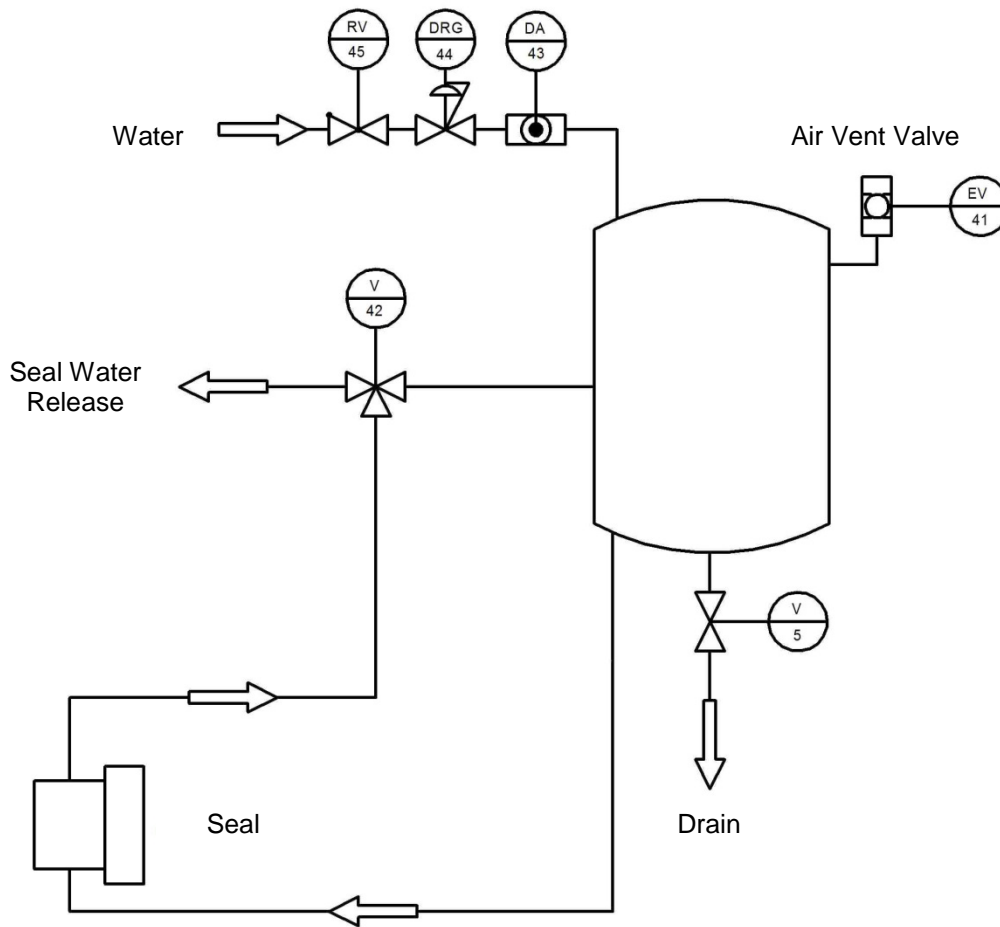 RV
45
DRG
44
DA
43
Water
Air Vent Valve
EV
41
V
42
Seal Water
Release
V
5
Seal
Drain